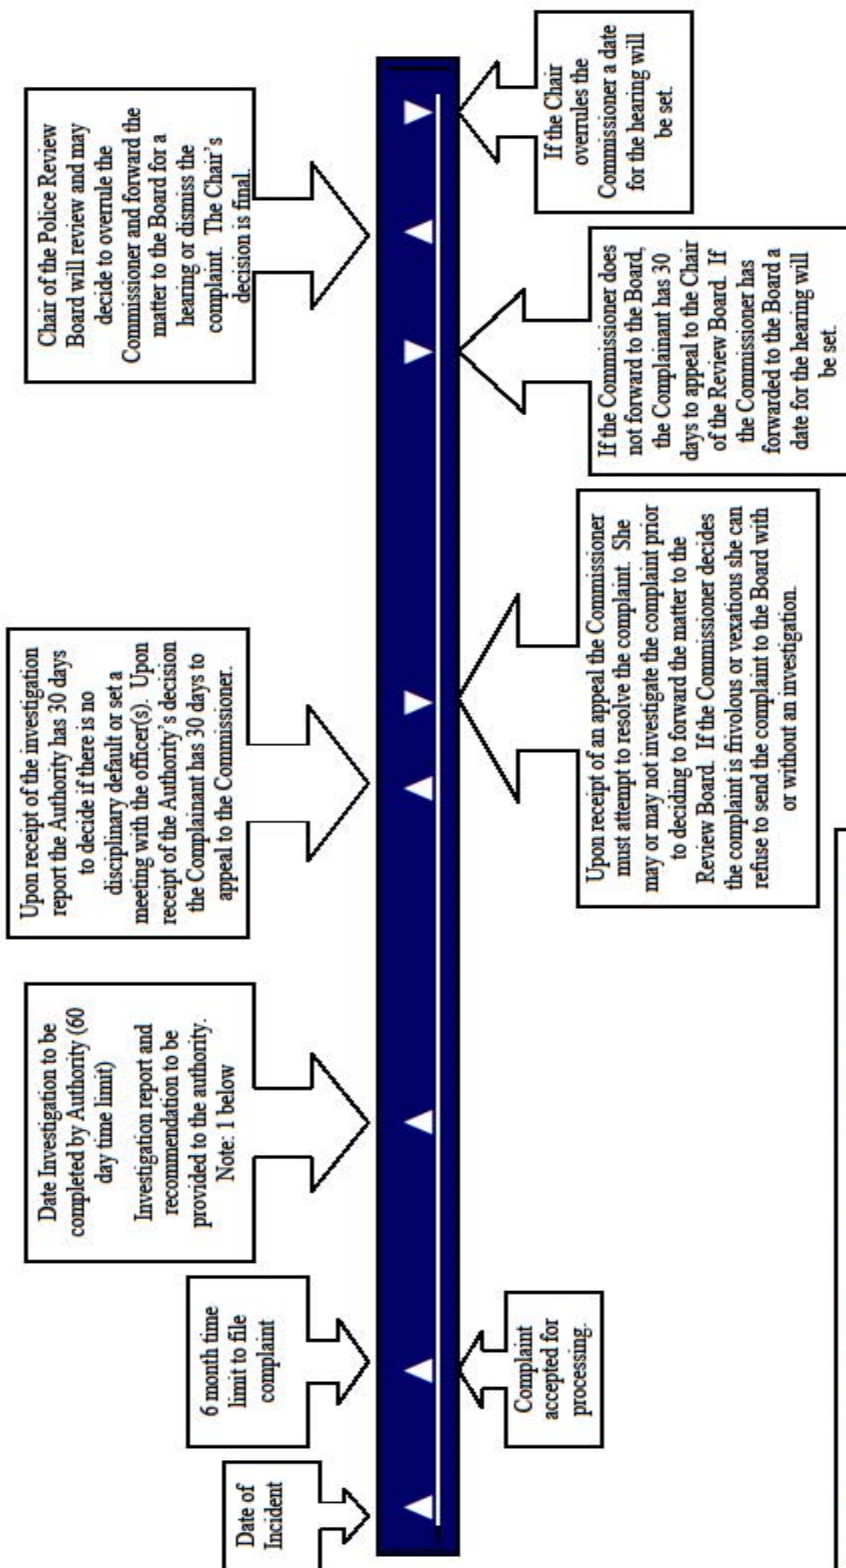 Date of
Incident
6 month time
limit to file
complaint
Complaint
accepted for
processing.
Date Investigation to be
completed by Authority (60
day time limit)
Investigation report and
recommendation to be
provided to the authority.
Note: 1 below
Upon receipt of the investigation
report the Authority has 30 days
to decide if there is no
disciplinary default or set a
meeting with the officer(s). Upon
receipt of the Authority's decision
the Complainant has 30 days to
appeal to the Commissioner.
Upon receipt of an appeal the Commissioner
must attempt to resolve the complaint. She
may or may not investigate the complaint prior
to deciding to forward the matter to the
Review Board. If the Commissioner decides
the complaint is frivolous or vexatious she can
refuse to send the complaint to the Board with
or without an investigation.
If the Commissioner does
not forward to the Board,
the Complainant has 30
days to appeal to the Chair
of the Review Board. If
the Commissioner has
forwarded to the Board a
date for the hearing will
be set.
Chair of the Police Review
Board will review and may
decide to overrule the
Commissioner and forward the
matter to the Board for a
hearing or dismiss the
complaint. The Chair's
decision is final.
If the Chair
overrules the
Commissioner a date
for the hearing will
be set.